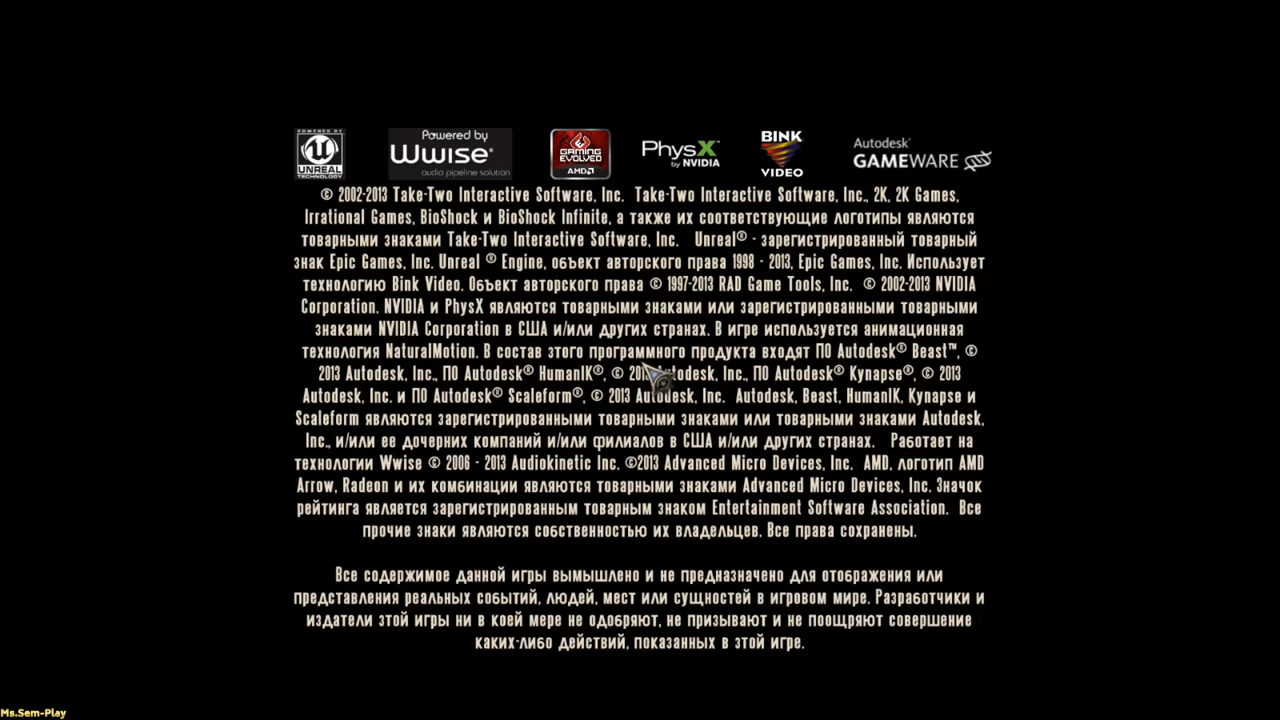 POWERED BY
UNREAL
TECHNOLOGY
Powered by
Wwise®
audio pipeline solution
GAMING
EVOLVED
AMD
PhysX
by NVIDIA
BINK
VIDEO
Autodesk®
GAMEWARE
© 2002-2013 Take-Two Interactive Software, Inc. Take-Two Interactive Software, Inc., 2K, 2K Games,
Irrational Games, BioShock и BioShock Infinite, а также их соответствующие логотипы являются
товарными знаками Take-Two Interactive Software, Inc. Unreal® - зарегистрированный товарный
знак Epic Games, Inc. Unreal ® Engine, объект авторского права 1998 - 2013, Epic Games, Inc. Использует
технологию Bink Video. Объект авторского права © 1997-2013 RAD Game Tools, Inc. © 2002-2013 NVIDIA
Corporation. NVIDIA и PhysX являются товарными знаками или зарегистрированными товарными
знаками NVIDIA Corporation в США и/или других странах. В игре используется анимационная
технология NaturalMotion. В состав этого программного продукта входят ПО Autodesk® Beast™, ©
2013 Autodesk, Inc., ПО Autodesk® HumanIK®, © Autodesk, Inc., ПО Autodesk® Kynapse®, © 2013
Autodesk, Inc. и ПО Autodesk® Scaleform®, © 2013 Autodesk, Inc. Autodesk, Beast, HumanIK, Kynapse и
Scaleform являются зарегистрированными товарными знаками или товарными знаками Autodesk,
Inc., и/или ее дочерних компаний и/или филиалов в США и/или других странах. Работает на
технологии Wwise © 2006 - 2013 Audiokinetic Inc. ©2013 Advanced Micro Devices, Inc. AMD, логотип AMD
Arrow, Radeon и их комбинации являются товарными знаками Advanced Micro Devices, Inc. Значок
рейтинга является зарегистрированным товарным знаком Entertainment Software Association. Все
прочие знаки являются собственностью их владельцев. Все права сохранены.
Все содержимое данной игры вымышлено и не предназначено для отображения или
представления реальных событий, людей, мест или сущностей в игровом мире. Разработчики и
издатели этой игры ни в коей мере не одобряют, не призывают и не поощряют совершение
каких-либо действий, показанных в этой игре.
Ms.Sem-Play